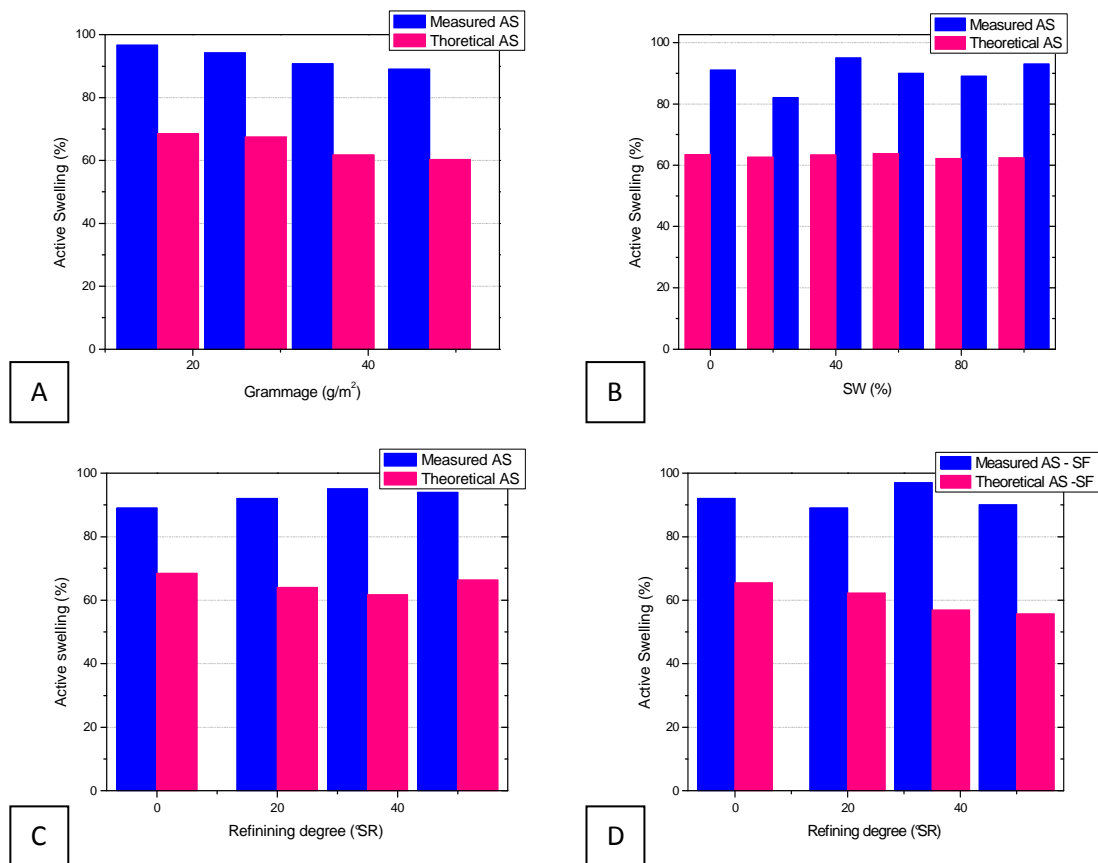 Measured AS
Thoretical AS
100
80
60
40
20
0
Active Swelling (%)
20
40
Grammage (g/m²)
A
Measured AS
Theoretical AS
100
80
60
40
20
0
Active Swelling (%)
0
40
80
SW (%)
B
Measured AS
Theoretical AS
100
80
60
40
20
0
Active swelling (%)
0
20
40
Refinining degree (°SR)
C
Measured AS - SF
Theoretical AS -SF
100
80
60
40
20
0
Active Swelling (%)
0
20
40
Refining degree (°SR)
D